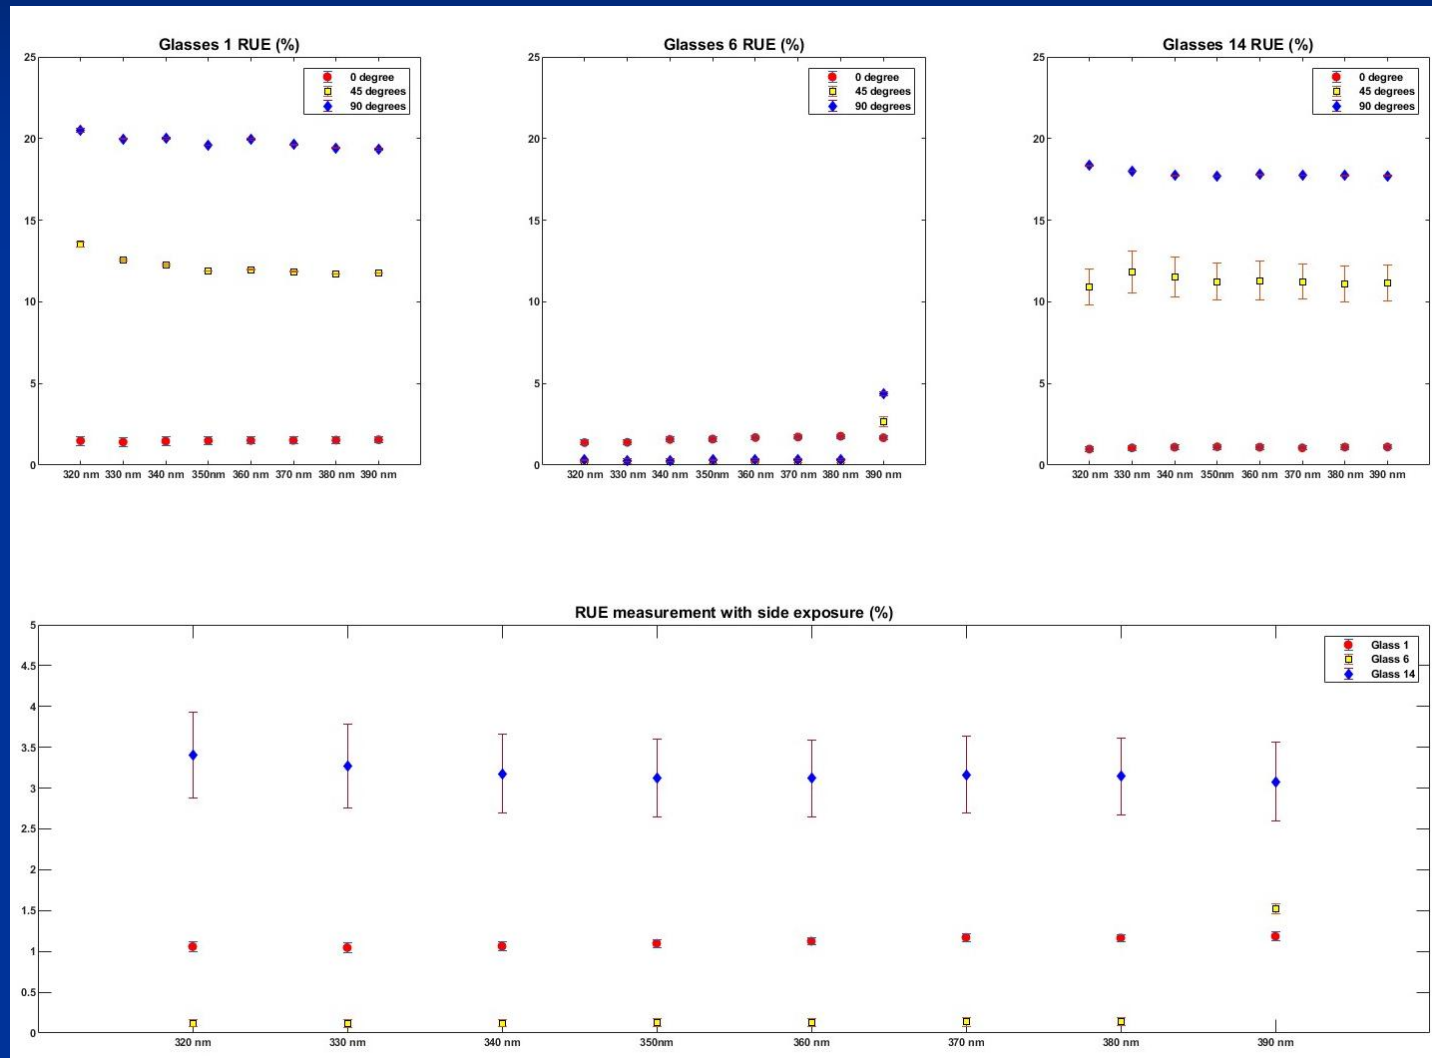 Glasses 1 RUE (%)
25
20
15
10
5
0
0 degree
45 degrees
90 degrees
320 nm 330 nm 340 nm 350nm 360 nm 370 nm 380 nm 390 nm
Glasses 6 RUE (%)
25
20
15
10
5
0
0 degree
45 degrees
90 degrees
320 nm 330 nm 340 nm 350nm 360 nm 370 nm 380 nm 390 nm
Glasses 14 RUE (%)
25
20
15
10
5
0
0 degree
45 degrees
90 degrees
320 nm 330 nm 340 nm 350nm 360 nm 370 nm 380 nm 390 nm
RUE measurement with side exposure (%)
5
4.5
4
3.5
3
2.5
2
1.5
1
0.5
0
Glass 1
Glass 6
Glass 14
320 nm 330 nm 340 nm 350nm 360 nm 370 nm 380 nm 390 nm